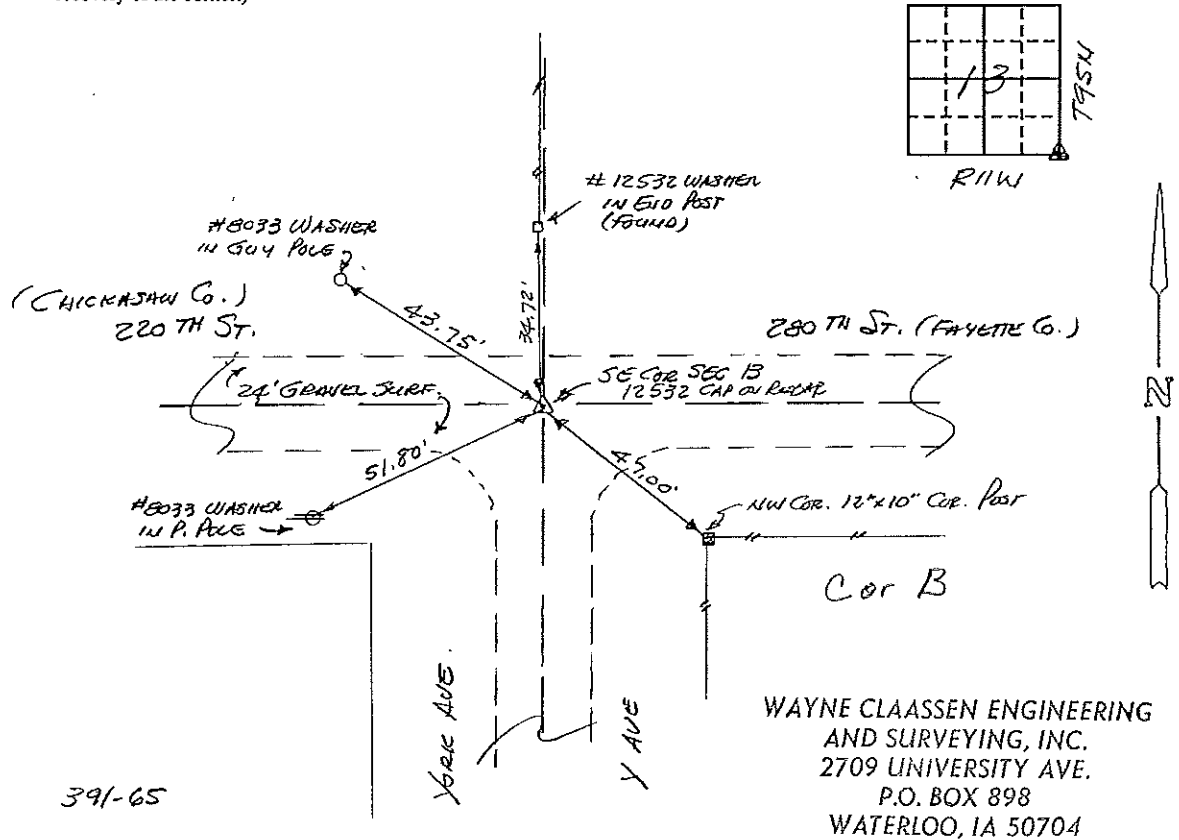 13
T95N
R11W
# 12532 WASHER
IN END POST
(FOUND)
#8033 WASHER
IN GUY POLE
(CHICKASAW CO.)
220 TH ST.
43.75'
34.72'
280 TH ST. (FAYETTE CO.)
24' GRAVEL SURF.
SE COR SEC 13
12532 CAP ON REBAR
N
51.80'
45.00'
#8033 WASHER
IN P. POLE
NW COR. 12"x10" COR. POST
Cor B
YORK AVE.
Y AVE
WAYNE CLAASSEN ENGINEERING
AND SURVEYING, INC.
2709 UNIVERSITY AVE.
P.O. BOX 898
WATERLOO, IA 50704
391-65